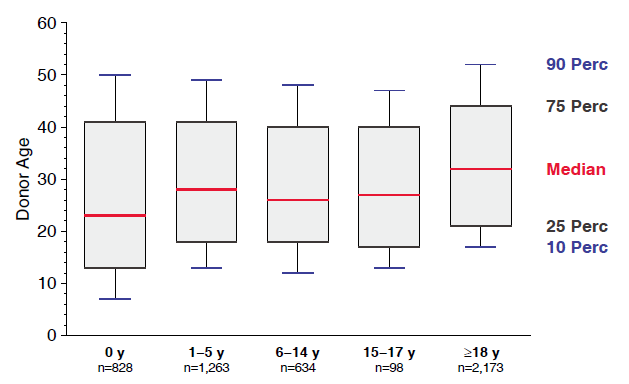 60
50
40
30
20
10
0
Donor Age
90 Perc
75 Perc
Median
25 Perc
10 Perc
0 y 1–5 y 6–14 y 15–17 y ≥18 y
n=828 n=1,263 n=634 n=98 n=2,173